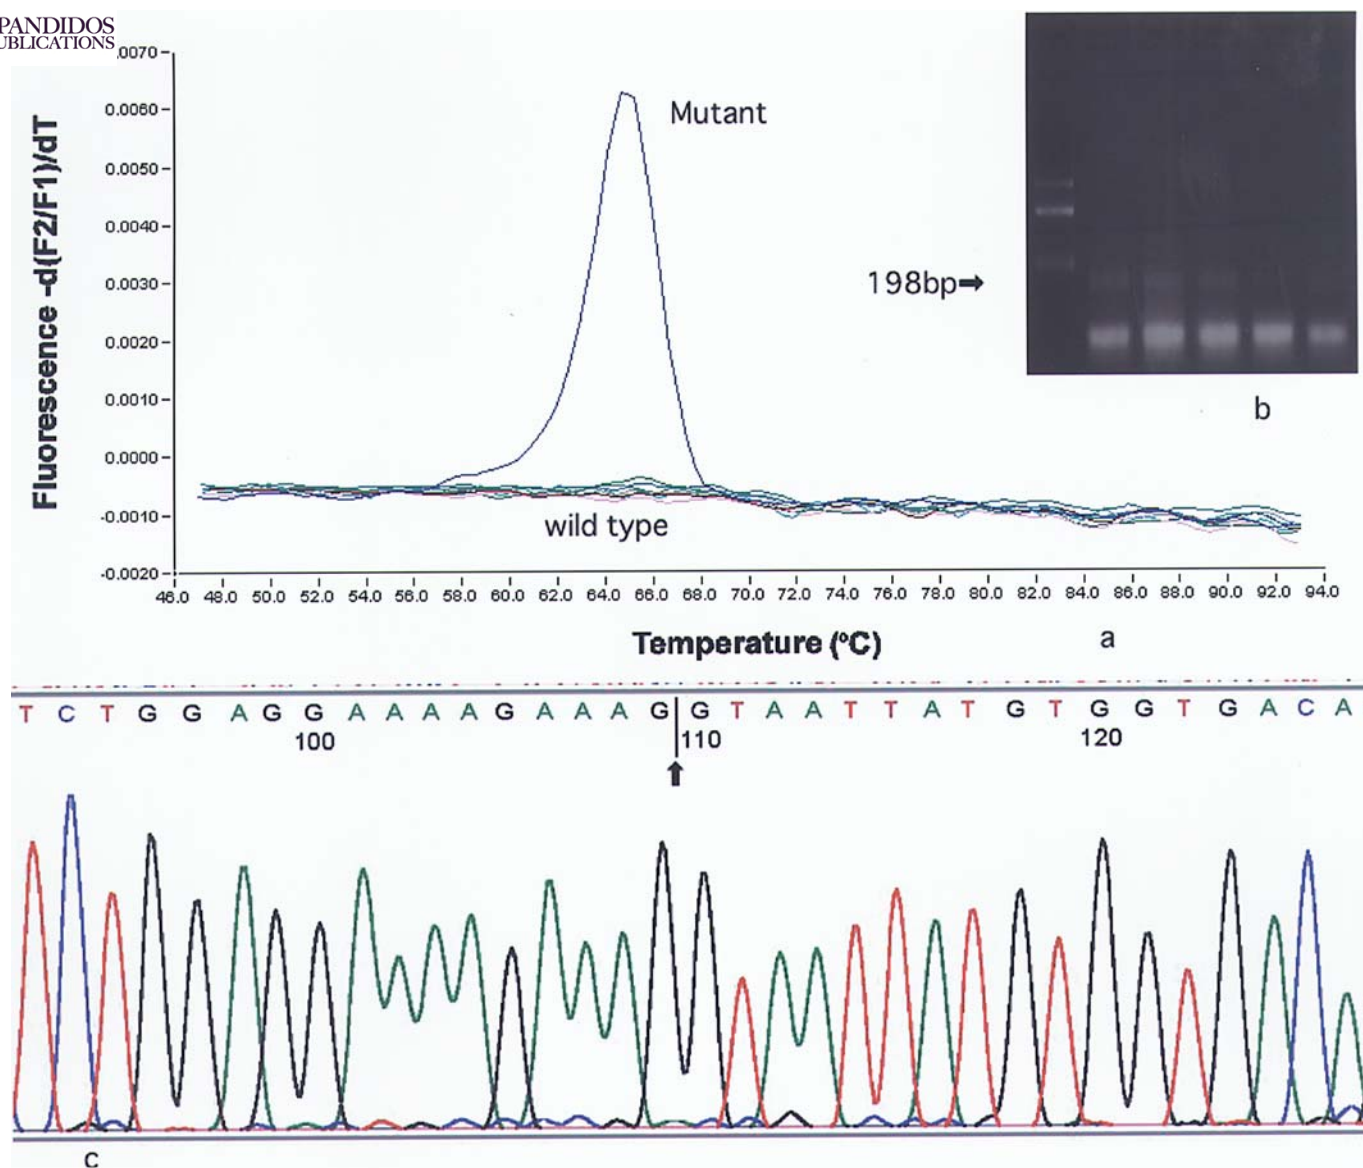 PANDIDOS
UBLICATIONS
.0070
0.0060
0.0050
0.0040
0.0030
0.0020
0.0010
0.0000
-0.0010
-0.0020
Fluorescence -d(F2/F1)/dT
Mutant
wild type
46.0 48.0 50.0 52.0 54.0 56.0 58.0 60.0 62.0 64.0 66.0 68.0 70.0 72.0 74.0 76.0 78.0 80.0 82.0 84.0 86.0 88.0 90.0 92.0 94.0
Temperature (ºC)
a
198bp
b
T C T G G A G G A A A A G A A A G G T A A T T A T G T G G T G A C A
100 110 120
c